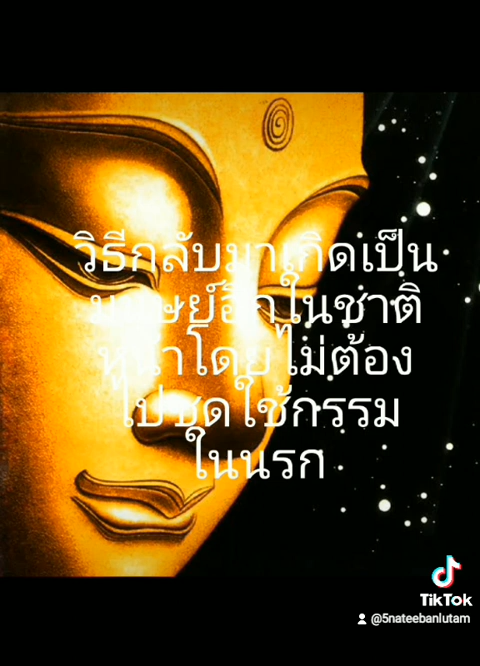 วิธีกลับมาเกิดเป็น
มนุษย์อีกในชาติ
หน้าโดยไม่ต้อง
ไปชดใช้กรรม
ในนรก
TikTok
@5nateebanlutam